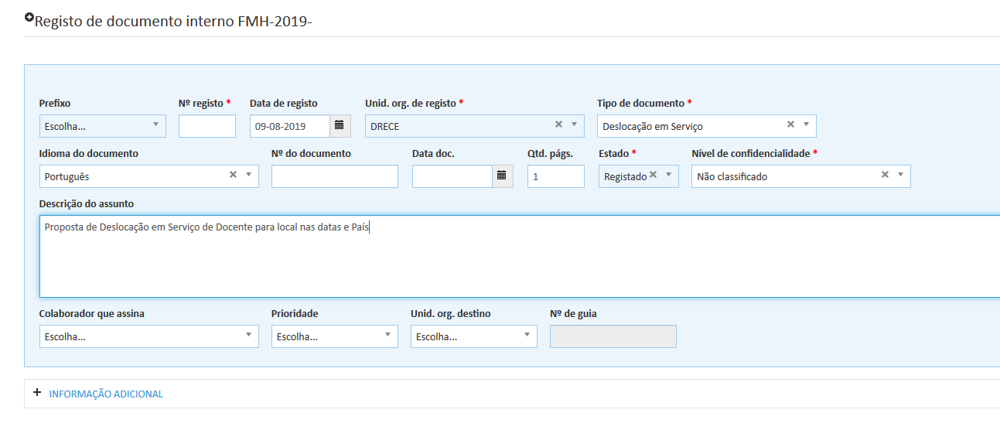 Registo de documento interno FMH-2019-
Prefixo Nº registo * Data de registo Unid. org. de registo * Tipo de documento *
Escolha... 09-08-2019 DRECE Deslocação em Serviço
Idioma do documento Nº do documento Data doc. Qtd. págs. Estado * Nível de confidencialidade *
Português 1 Registado Não classificado
Descrição do assunto
Proposta de Deslocação em Serviço de Docente para local nas datas e País
Colaborador que assina Prioridade Unid. org. destino Nº de guia
Escolha... Escolha... Escolha...
INFORMAÇÃO ADICIONAL